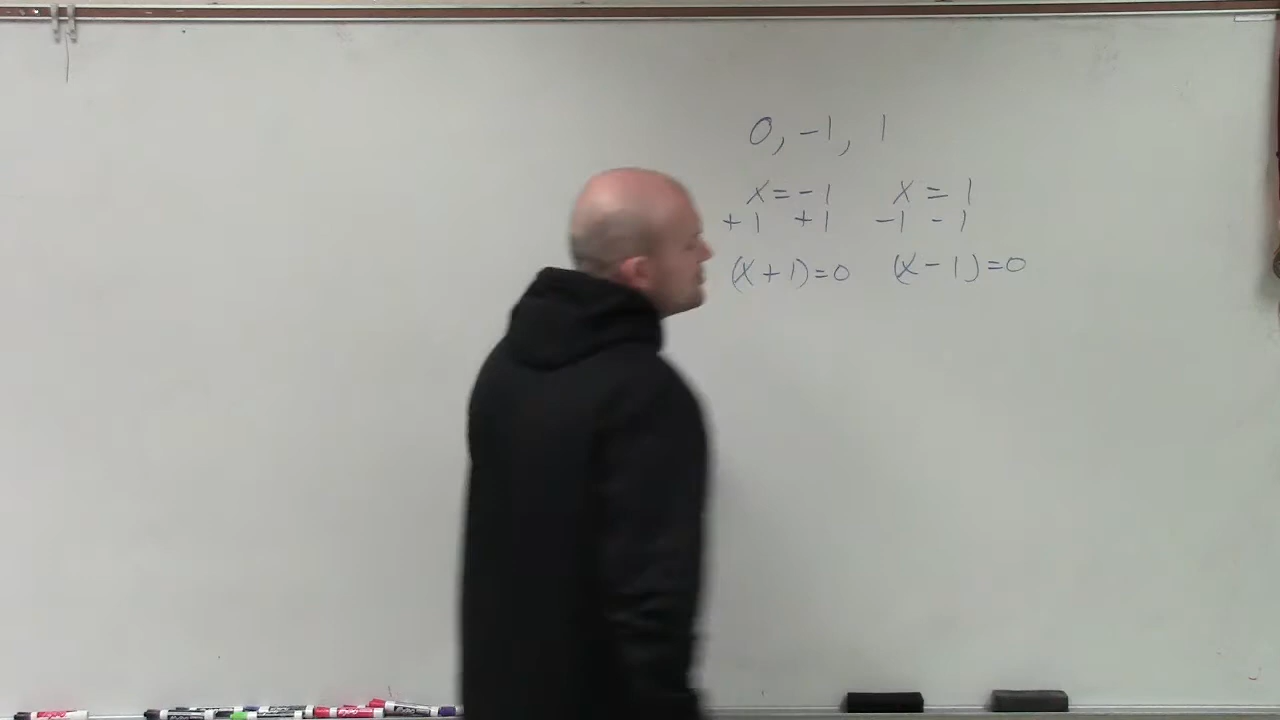 0, -1, 1
x = -1 x = 1
+1 +1 -1 -1
(x + 1) = 0 (x - 1) = 0